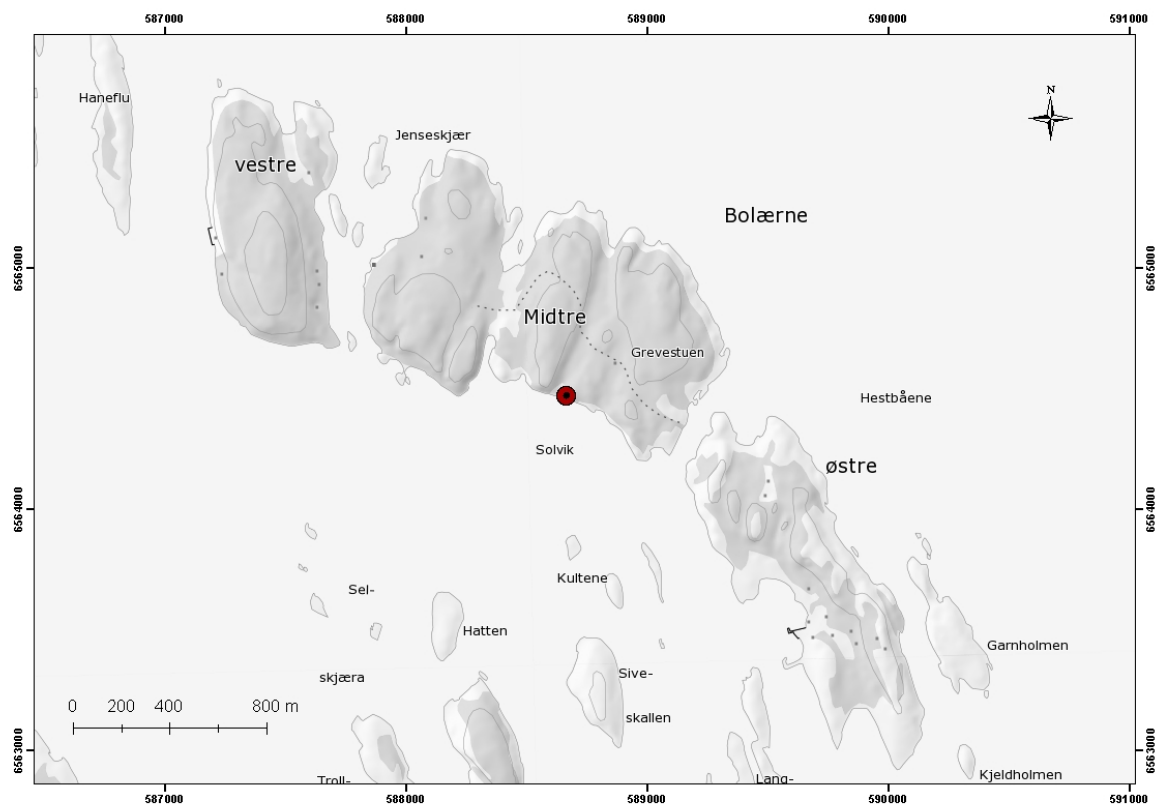 587000 588000 589000 590000 591000
N
Haneflu
Jenseskjær
vestre
Bolærne
6565000 6565000
Midtre
Grevestuen
Hestbåene
Solvik
østre
6564000 6564000
Kultene
Sel-
Hatten
Garnholmen
Sive-
skjæra
0 200 400 800 m
skallen
6563000 6563000
Troll-
Lang-
Kjeldholmen
587000 588000 589000 590000 591000